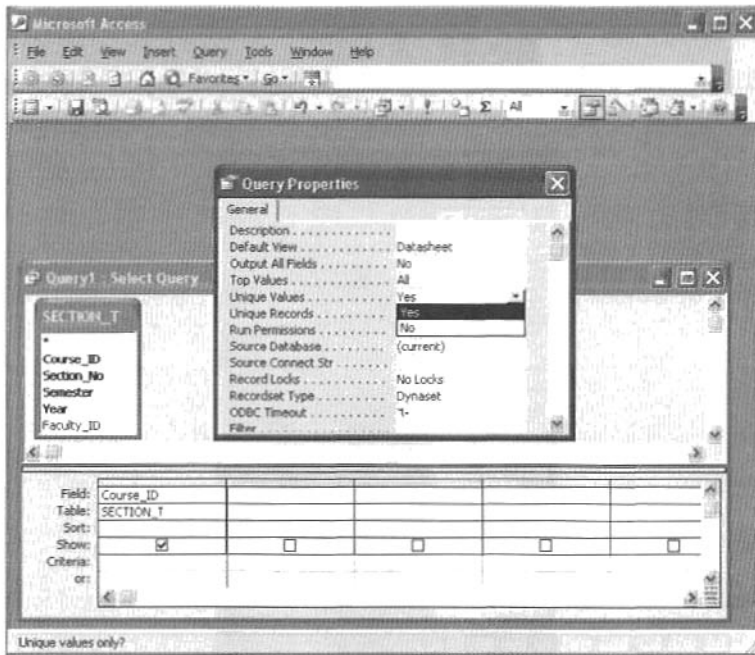 Microsoft Access
File Edit View Insert Query Tools Window Help
Favorites Go
Σ All
Query Properties
General
Description . . . . . . . . . . . . .
Default View . . . . . . . . . . . . Datasheet
Output All Fields . . . . . . . . . No
Top Values . . . . . . . . . . . . . All
Unique Values . . . . . . . . . . . Yes
Unique Records . . . . . . . . . . Yes
Run Permissions . . . . . . . . . No
Source Database . . . . . . . . . (current)
Source Connect Str . . . . . . .
Record Locks . . . . . . . . . . . No Locks
Recordset Type . . . . . . . . . . Dynaset
ODBC Timeout . . . . . . . . . .
Filter . . . . . . . . . . . . . . . . .
Query1 : Select Query
SECTION_T
*
Course_ID
Section_No
Semester
Year
Faculty_ID
Field: Course_ID
Table: SECTION_T
Sort:
Show:
Criteria:
or:
Unique values only?